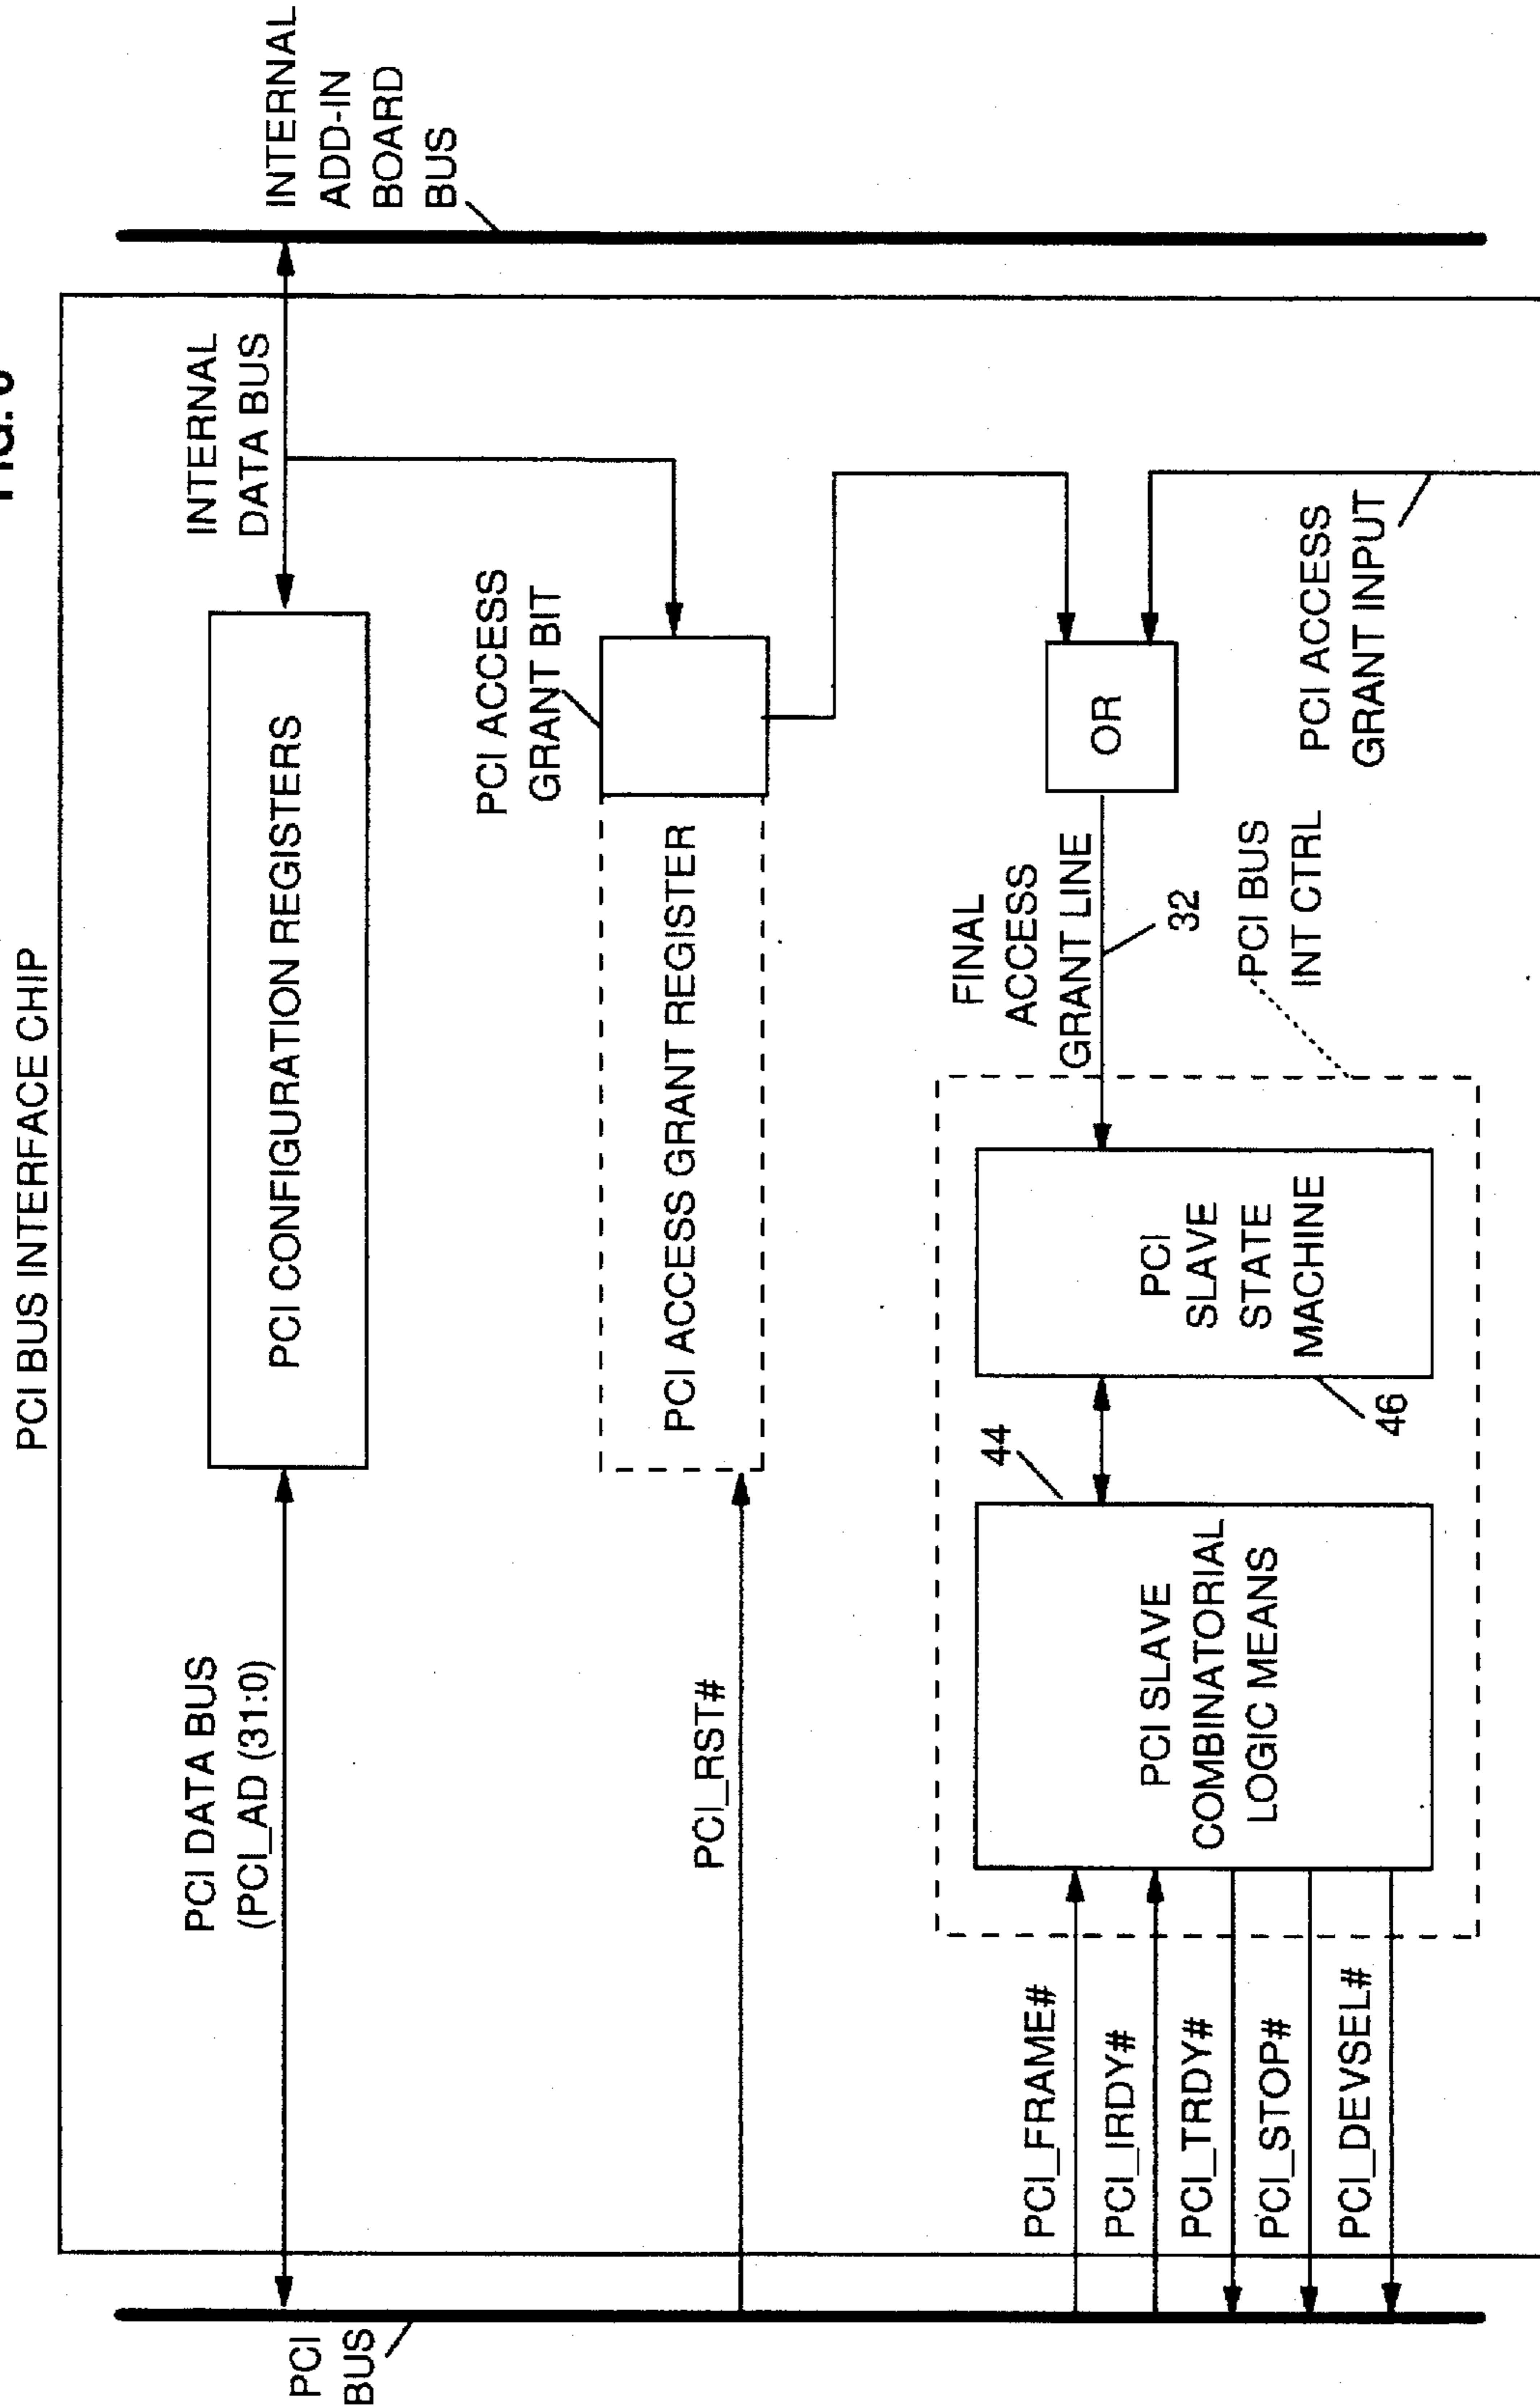 PCI BUS INTERFACE CHIP
PCI
BUS
PCI DATA BUS
(PCI_AD (31:0)
PCI CONFIGURATION REGISTERS
INTERNAL
DATA BUS
INTERNAL
ADD-IN
BOARD
BUS
PCI_RST#
PCI ACCESS GRANT REGISTER
PCI ACCESS
GRANT BIT
PCI_FRAME#
PCI_IRDY#
PCI_TRDY#
PCI_STOP#
PCI_DEVSEL#
PCI SLAVE
COMBINATORIAL
LOGIC MEANS
44
PCI
SLAVE
STATE
MACHINE
46
FINAL
ACCESS
GRANT LINE
32
PCI BUS
INT CTRL
OR
PCI ACCESS
GRANT INPUT